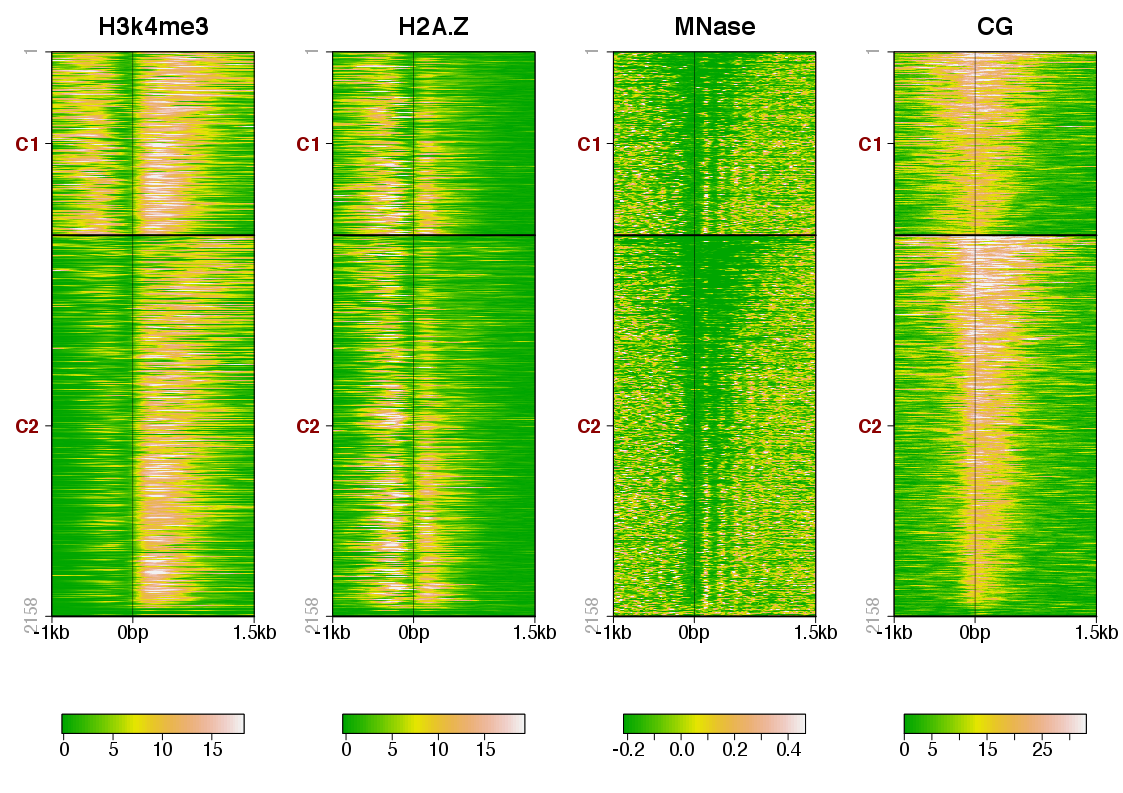 H3k4me3 H2A.Z MNase CG
1 1 1 1
C1 C1 C1 C1
C2 C2 C2 C2
2158 2158 2158 2158
-1kb 0bp 1.5kb -1kb 0bp 1.5kb -1kb 0bp 1.5kb -1kb 0bp 1.5kb
0 5 10 15 0 5 10 15 -0.2 0.0 0.2 0.4 0 5 15 25